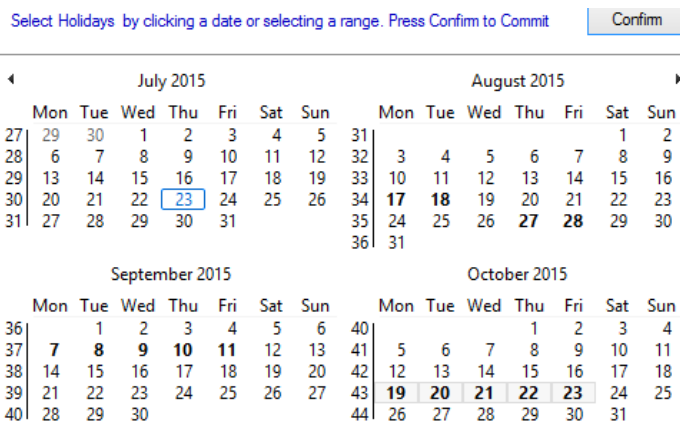 Select Holidays by clicking a date or selecting a range. Press Confirm to Commit Confirm
July 2015
Mon Tue Wed Thu Fri Sat Sun
27 29 30 1 2 3 4 5
28 6 7 8 9 10 11 12
29 13 14 15 16 17 18 19
30 20 21 22 23 24 25 26
31 27 28 29 30 31
August 2015
Mon Tue Wed Thu Fri Sat Sun
31 1 2
32 3 4 5 6 7 8 9
33 10 11 12 13 14 15 16
34 17 18 19 20 21 22 23
35 24 25 26 27 28 29 30
36 31
September 2015
Mon Tue Wed Thu Fri Sat Sun
36 1 2 3 4 5 6
37 7 8 9 10 11 12 13
38 14 15 16 17 18 19 20
39 21 22 23 24 25 26 27
40 28 29 30
October 2015
Mon Tue Wed Thu Fri Sat Sun
40 1 2 3 4
41 5 6 7 8 9 10 11
42 12 13 14 15 16 17 18
43 19 20 21 22 23 24 25
44 26 27 28 29 30 31